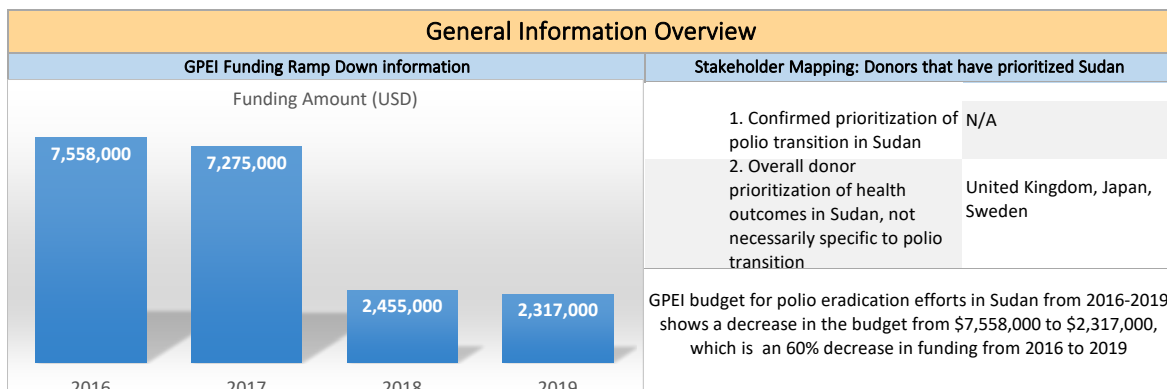 General Information Overview
GPEI Funding Ramp Down information
Funding Amount (USD)
7,558,000
7,275,000
2,455,000
2,317,000
2016
2017
2018
2019
Stakeholder Mapping: Donors that have prioritized Sudan
1. Confirmed prioritization of
polio transition in Sudan
N/A
2. Overall donor
prioritization of health
outcomes in Sudan, not
necessarily specific to polio
transition
United Kingdom, Japan,
Sweden
GPEI budget for polio eradication efforts in Sudan from 2016-2019
shows a decrease in the budget from $7,558,000 to $2,317,000,
which is an 60% decrease in funding from 2016 to 2019